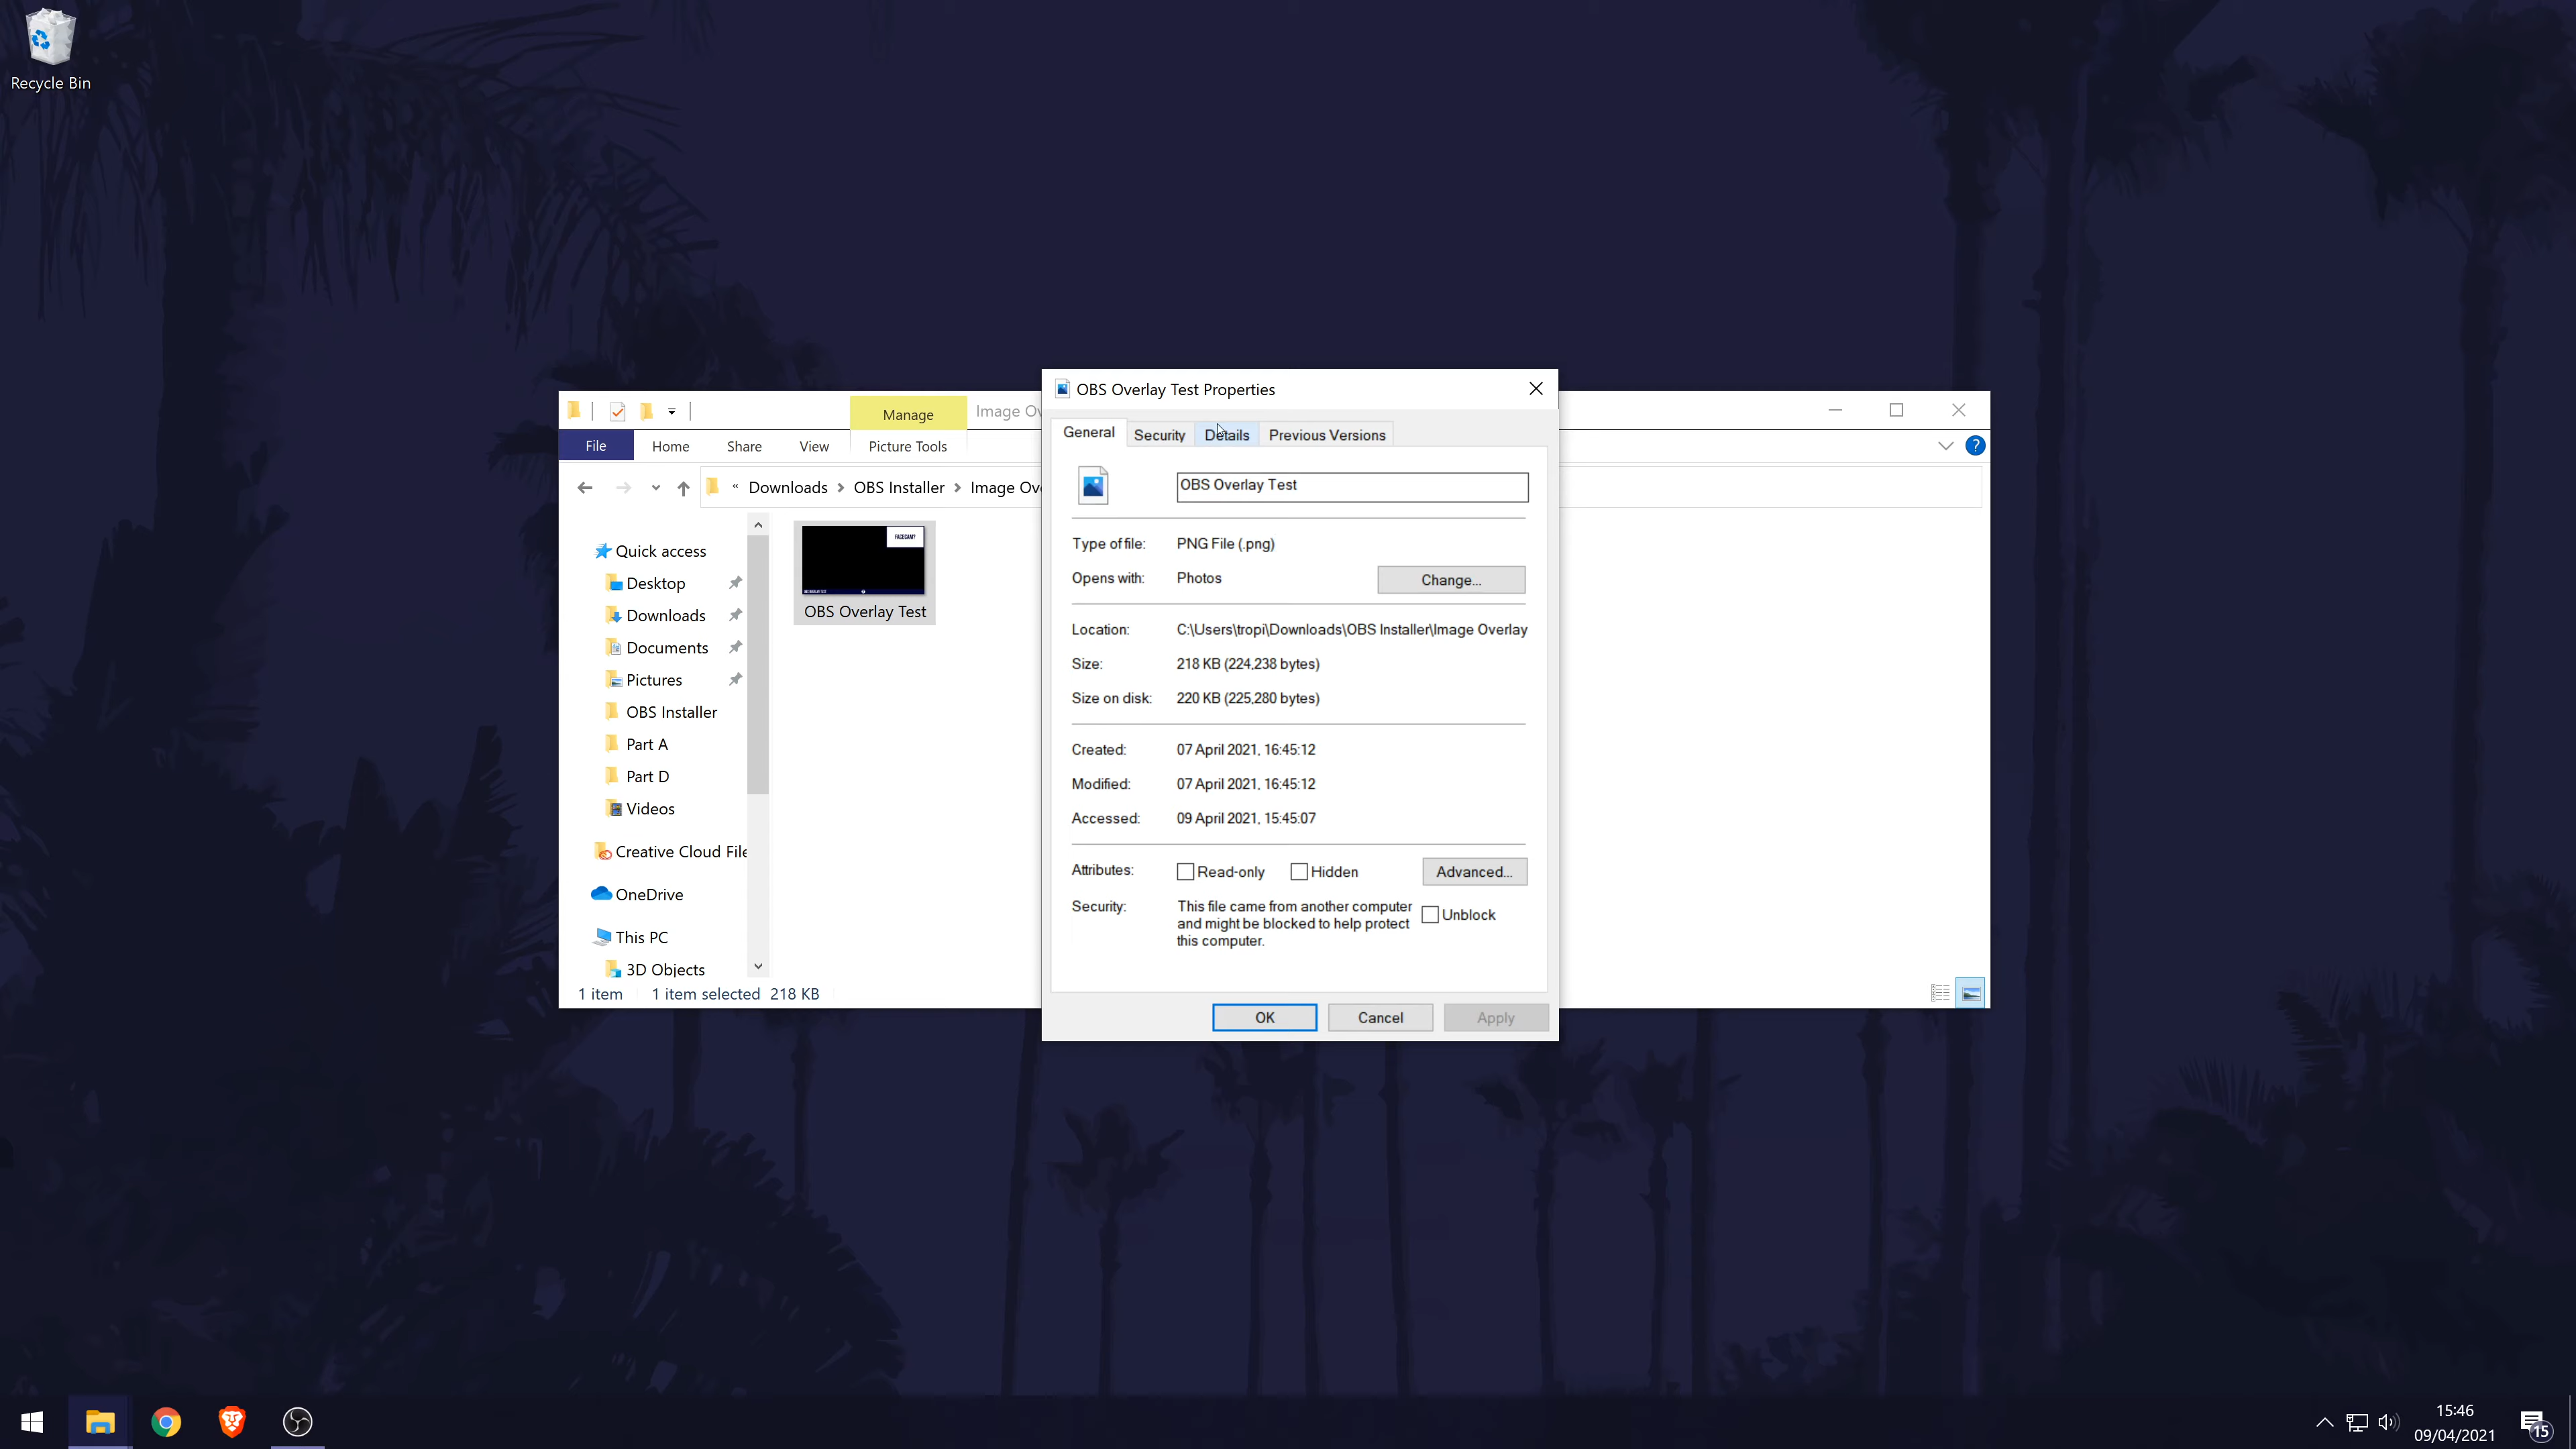 Recycle Bin
Manage
Image Ov
File
Home
Share
View
Picture Tools
?
« Downloads > OBS Installer > Image Ove
Quick access
Desktop
Downloads
Documents
Pictures
OBS Installer
Part A
Part D
Videos
Creative Cloud File
OneDrive
This PC
3D Objects
FACECAM?
OBS OVERLAY TEST
OBS Overlay Test
1 item
1 item selected 218 KB
OBS Overlay Test Properties
General
Security
Details
Previous Versions
OBS Overlay Test
Type of file: PNG File (.png)
Opens with: Photos
Change...
Location: C:\Users\tropi\Downloads\OBS Installer\Image Overlay
Size: 218 KB (224,238 bytes)
Size on disk: 220 KB (225,280 bytes)
Created: 07 April 2021, 16:45:12
Modified: 07 April 2021, 16:45:12
Accessed: 09 April 2021, 15:45:07
Attributes: Read-only Hidden Advanced...
Security: This file came from another computer
and might be blocked to help protect
this computer.
Unblock
OK
Cancel
Apply
15:46
09/04/2021
15